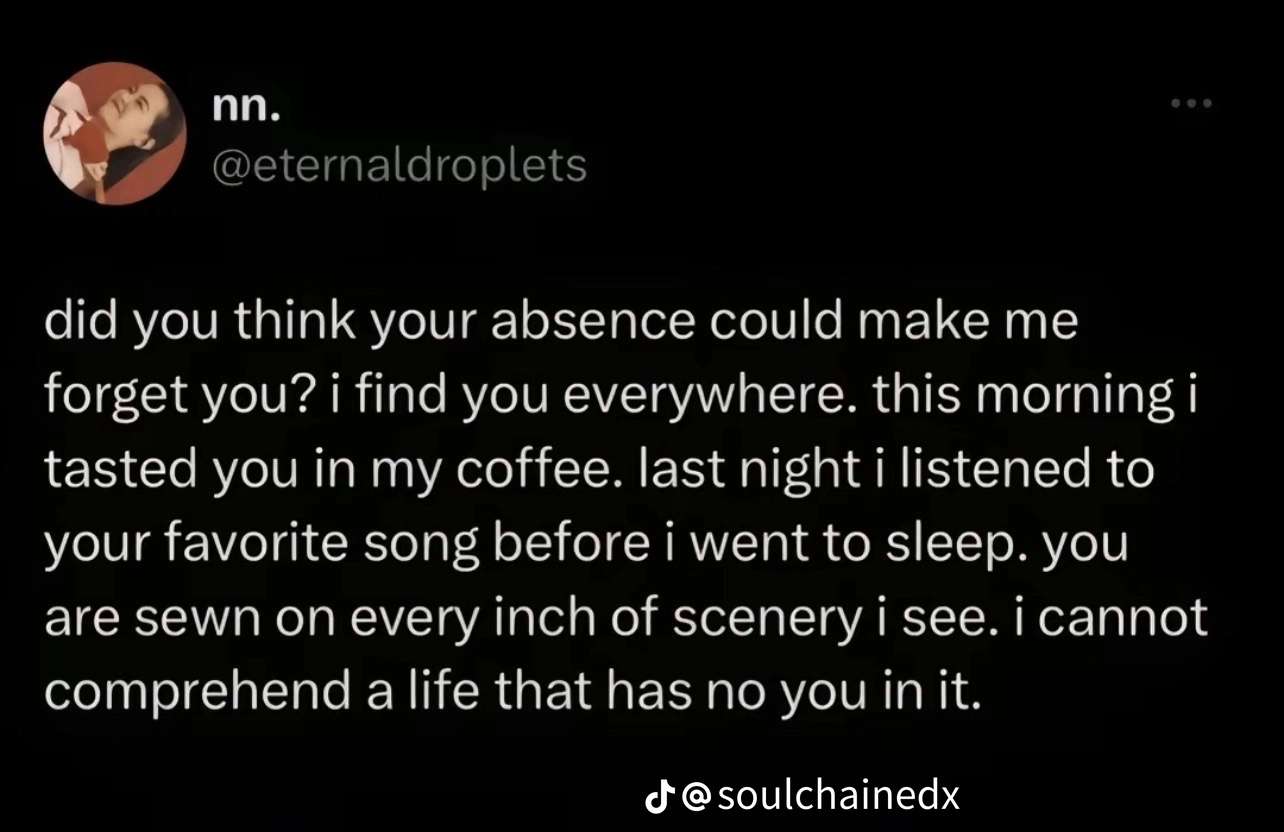 nn.
@eternaldroplets
did you think your absence could make me
forget you? i find you everywhere. this morning i
tasted you in my coffee. last night i listened to
your favorite song before i went to sleep. you
are sewn on every inch of scenery i see. i cannot
comprehend a life that has no you in it.
@soulchainedx